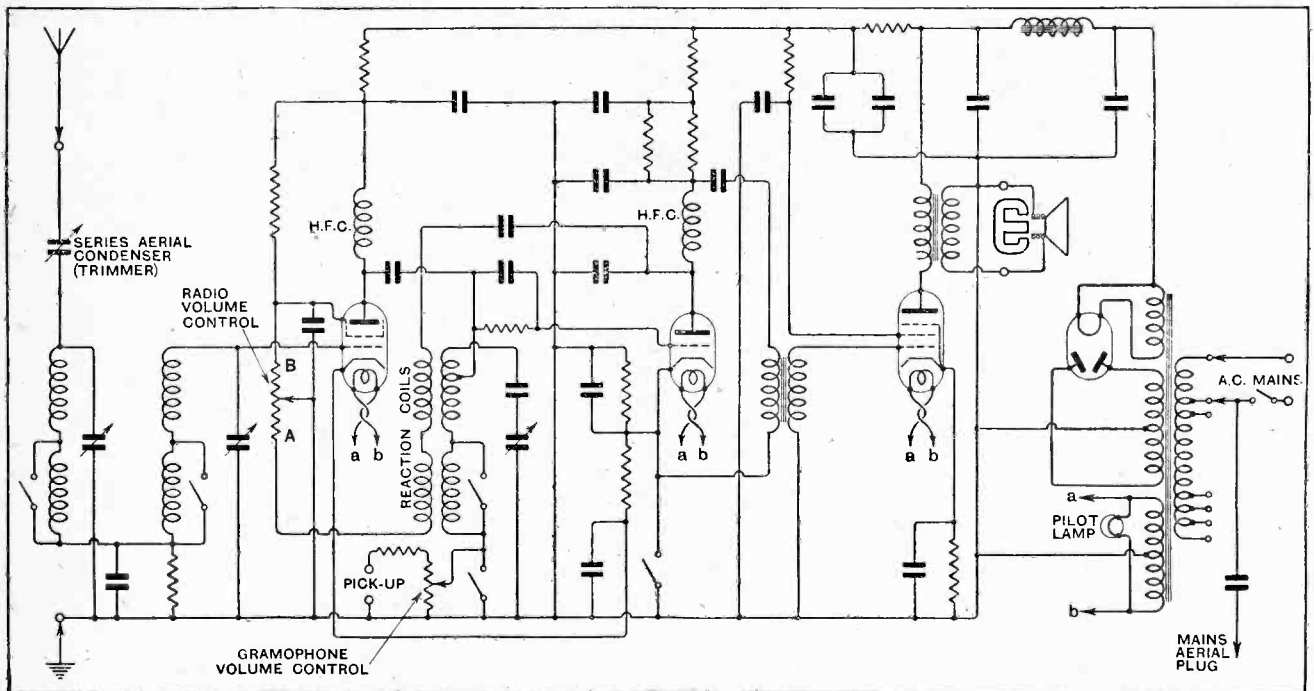 SERIES AERIAL
CONDENSER
(TRIMMER)
RADIO
VOLUME
CONTROL
H.F.C.
H.F.C.
B
A
REACTION COILS
a b
a b
a b
PICK-UP
GRAMOPHONE
VOLUME CONTROL
A.C. MAINS
a
PILOT
LAMP
b
MAINS
AERIAL
PLUG